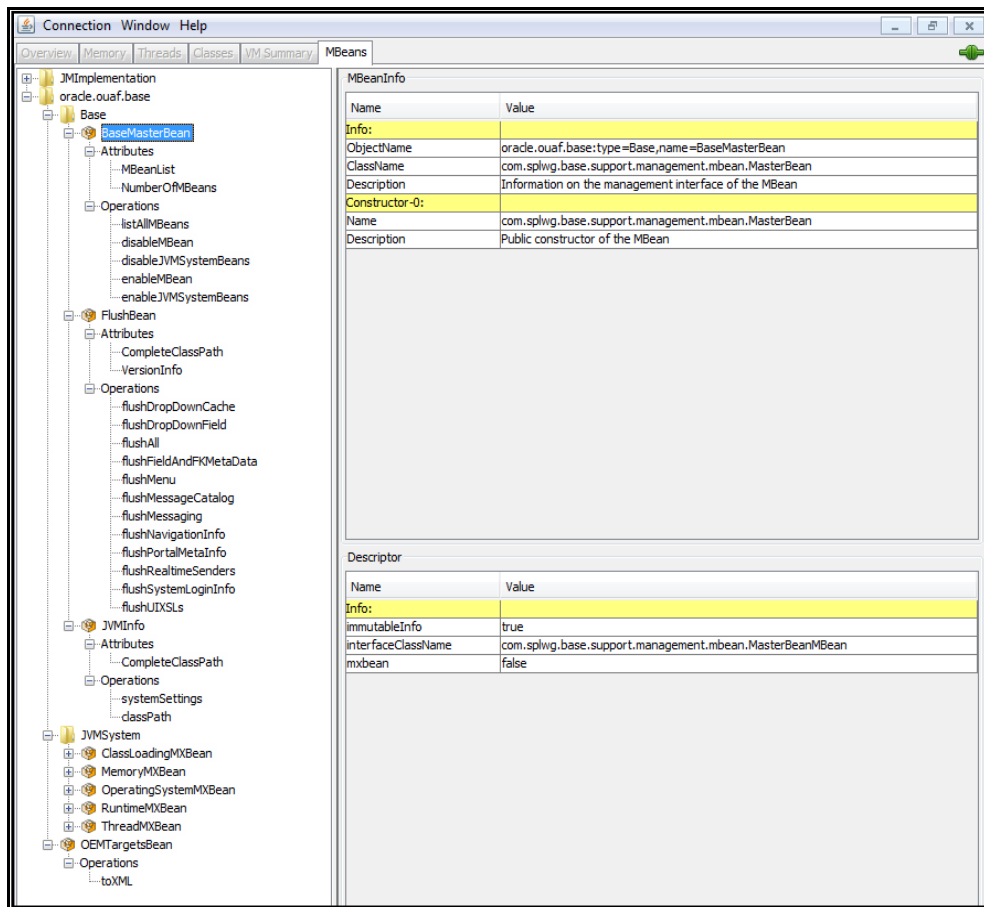 Connection Window Help
Overview Memory Threads Classes VM Summary MBeans
JMImplementation
oracle.ouaf.base
Base
BaseMasterBean
Attributes
MBeanList
NumberOfMBeans
Operations
listAllMBeans
disableMBean
disableJVMSystemBeans
enableMBean
enableJVMSystemBeans
FlushBean
Attributes
CompleteClassPath
VersionInfo
Operations
flushDropDownCache
flushDropDownField
flushAll
flushFieldAndFKMetaData
flushMenu
flushMessageCatalog
flushMessaging
flushNavigationInfo
flushPortalMetaInfo
flushRealtimeSenders
flushSystemLoginInfo
flushUIXSLs
JVMInfo
Attributes
CompleteClassPath
Operations
systemSettings
classPath
JVMSystem
ClassLoadingMXBean
MemoryMXBean
OperatingSystemMXBean
RuntimeMXBean
ThreadMXBean
OEMTargetsBean
Operations
toXML
MBeanInfo
Name Value
Info:
ObjectName oracle.ouaf.base:type=Base,name=BaseMasterBean
ClassName com.splwg.base.support.management.mbean.MasterBean
Description Information on the management interface of the MBean
Constructor-0:
Name com.splwg.base.support.management.mbean.MasterBean
Description Public constructor of the MBean
Descriptor
Name Value
Info:
immutableInfo true
interfaceClassName com.splwg.base.support.management.mbean.MasterBeanMBean
mxbean false